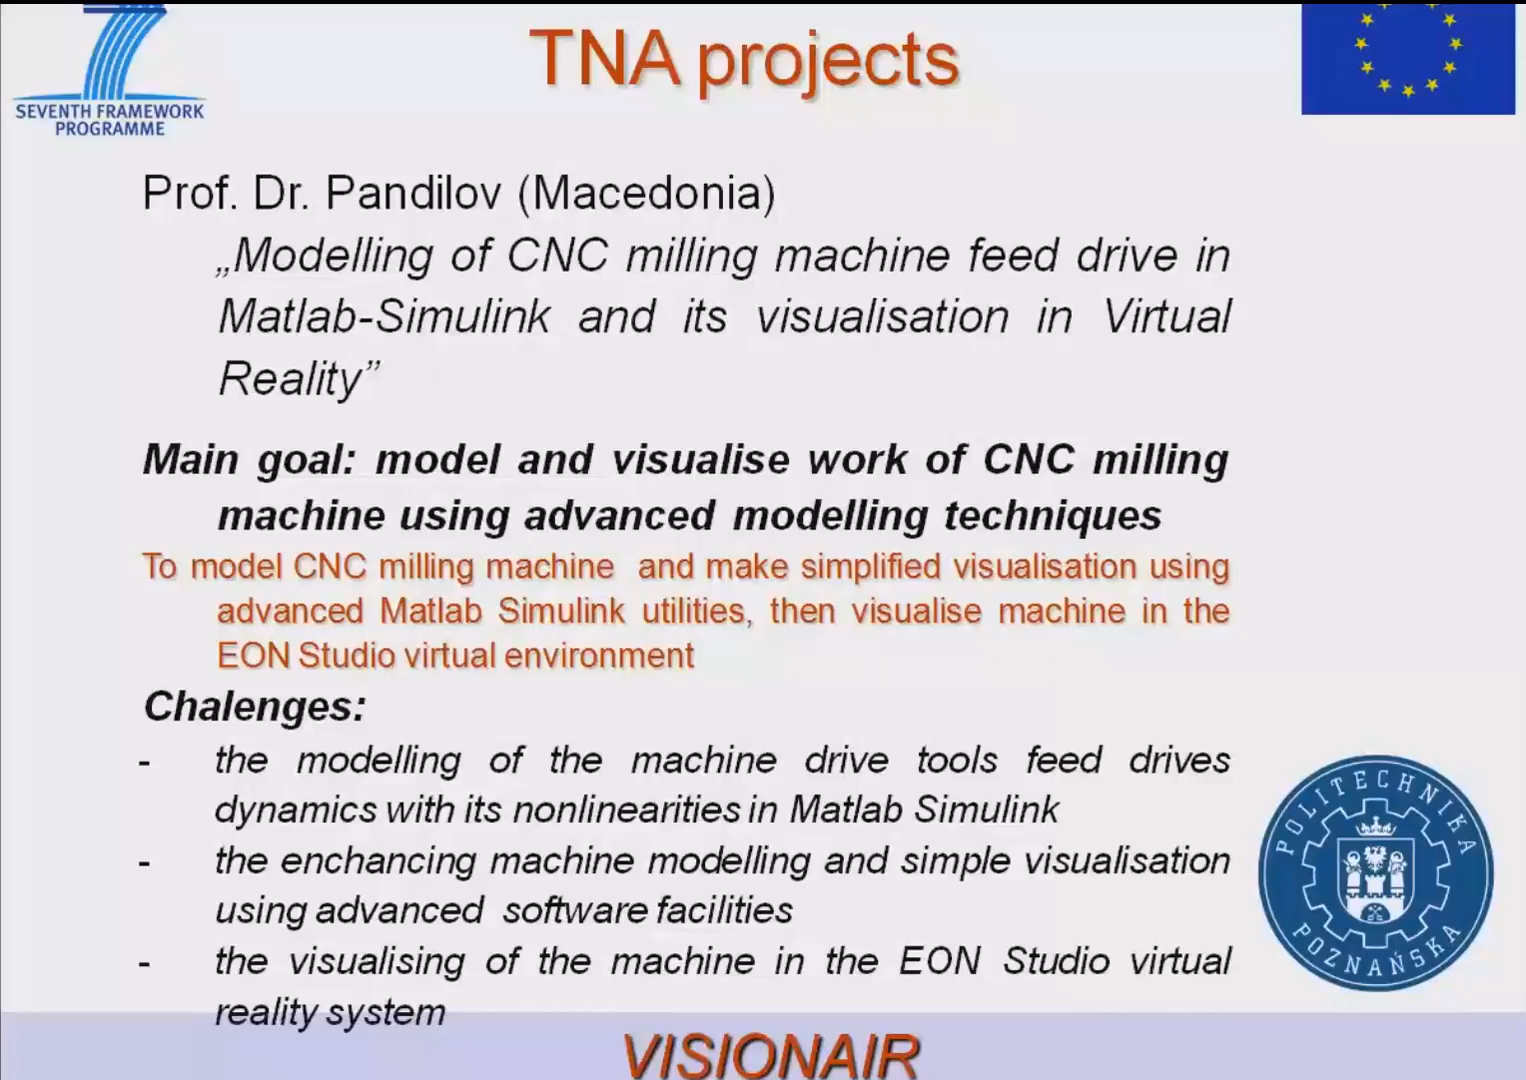 TNA projects
SEVENTH FRAMEWORK
PROGRAMME
Prof. Dr. Pandilov (Macedonia)
„Modelling of CNC milling machine feed drive in
Matlab-Simulink and its visualisation in Virtual
Reality”
Main goal: model and visualise work of CNC milling
machine using advanced modelling techniques
To model CNC milling machine and make simplified visualisation using
advanced Matlab Simulink utilities, then visualise machine in the
EON Studio virtual environment
Chalenges:
- the modelling of the machine drive tools feed drives
dynamics with its nonlinearities in Matlab Simulink
- the enchancing machine modelling and simple visualisation
using advanced software facilities
- the visualising of the machine in the EON Studio virtual
reality system
POLITECHNIKA
POZNAŃSKA
VISIONAIR